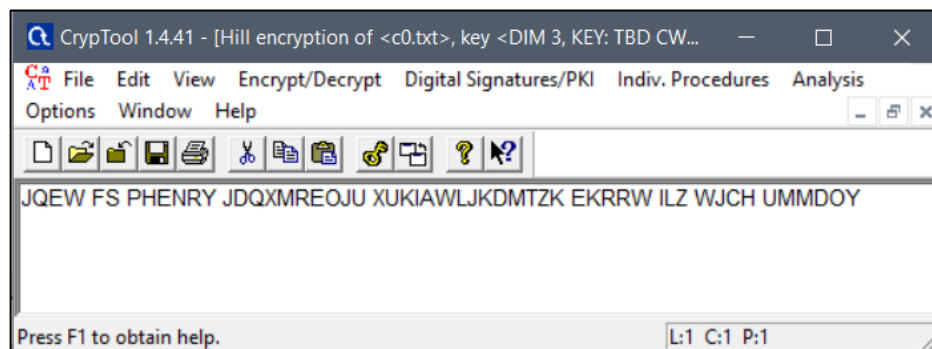 CrypTool 1.4.41 - [Hill encryption of <c0.txt>, key <DIM 3, KEY: TBD CW...
File Edit View Encrypt/Decrypt Digital Signatures/PKI Indiv. Procedures Analysis
Options Window Help
JQEW FS PHENRY JDQXMREOJU XUKIAWLJKDMTZK EKRRW ILZ WJCH UMMDOY
Press F1 to obtain help. L:1 C:1 P:1